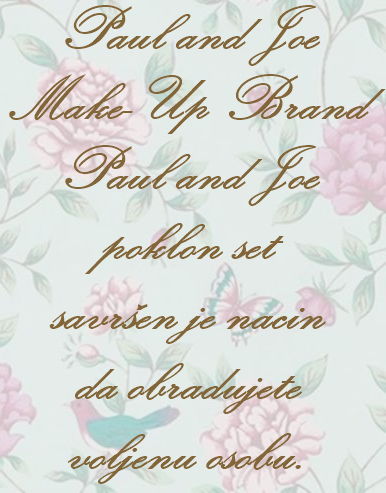 Paul and Joe
Make-Up Brand
Paul and Joe
poklon set
savršen je nacin
da obradujete
voljenu osobu.